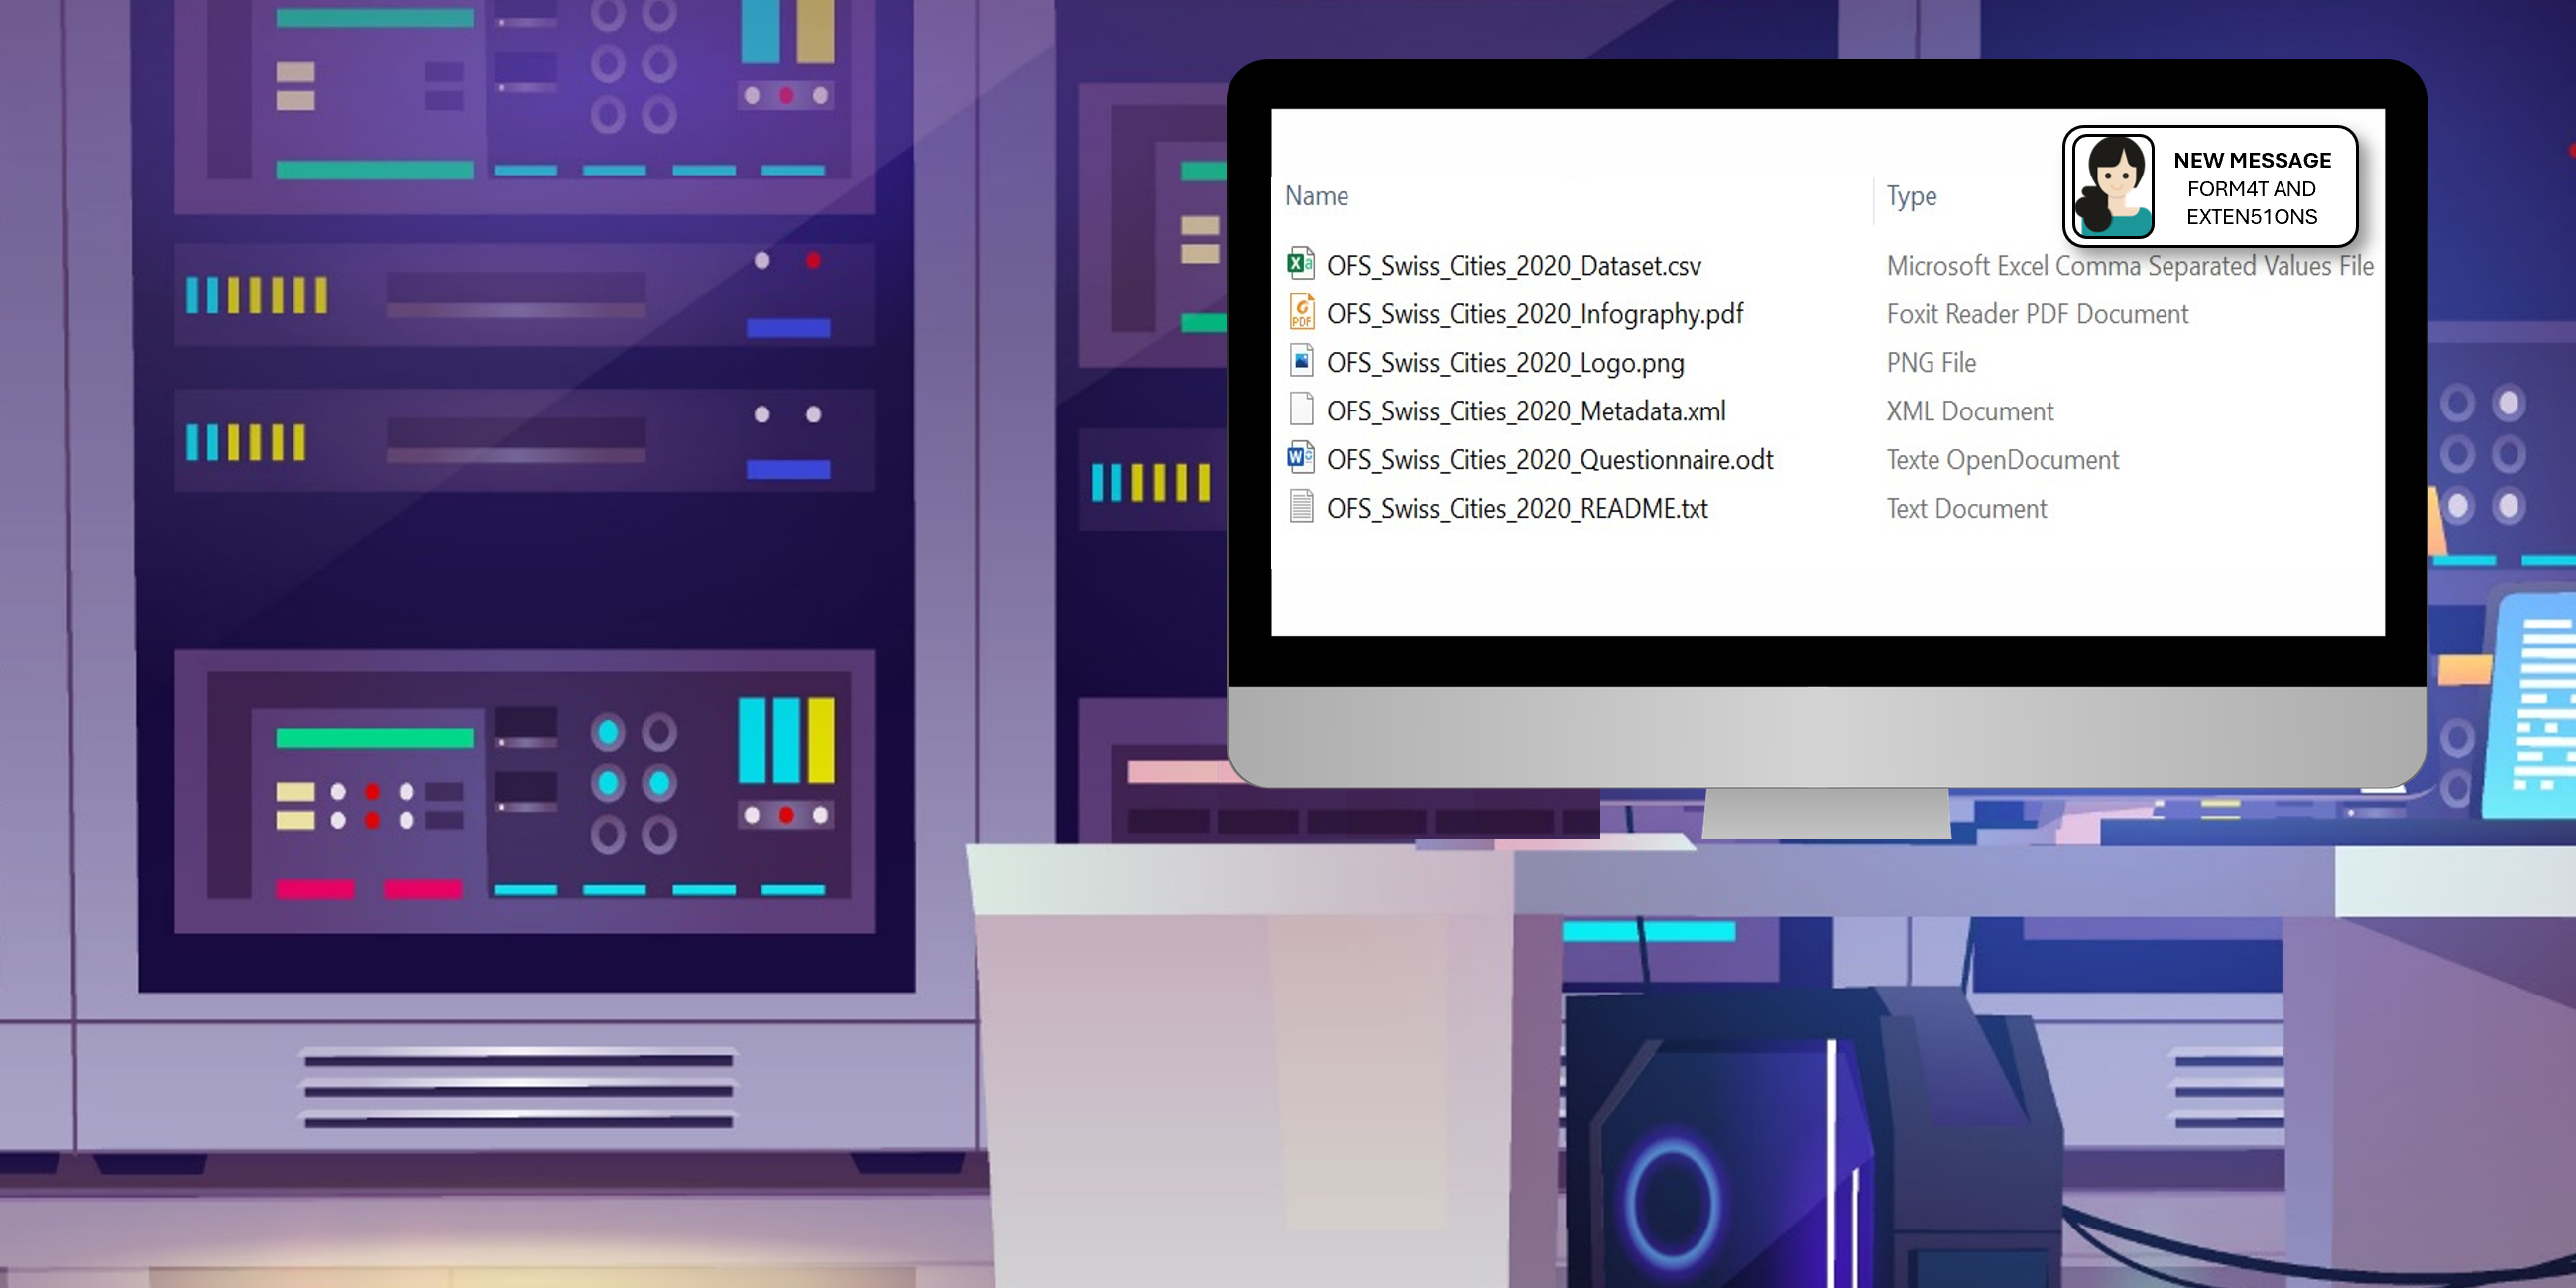 NEW MESSAGE
FORM4T AND
EXTEN51ONS
Name Type
OFS_Swiss_Cities_2020_Dataset.csv Microsoft Excel Comma Separated Values File
OFS_Swiss_Cities_2020_Infography.pdf Foxit Reader PDF Document
OFS_Swiss_Cities_2020_Logo.png PNG File
OFS_Swiss_Cities_2020_Metadata.xml XML Document
OFS_Swiss_Cities_2020_Questionnaire.odt Texte OpenDocument
OFS_Swiss_Cities_2020_README.txt Text Document